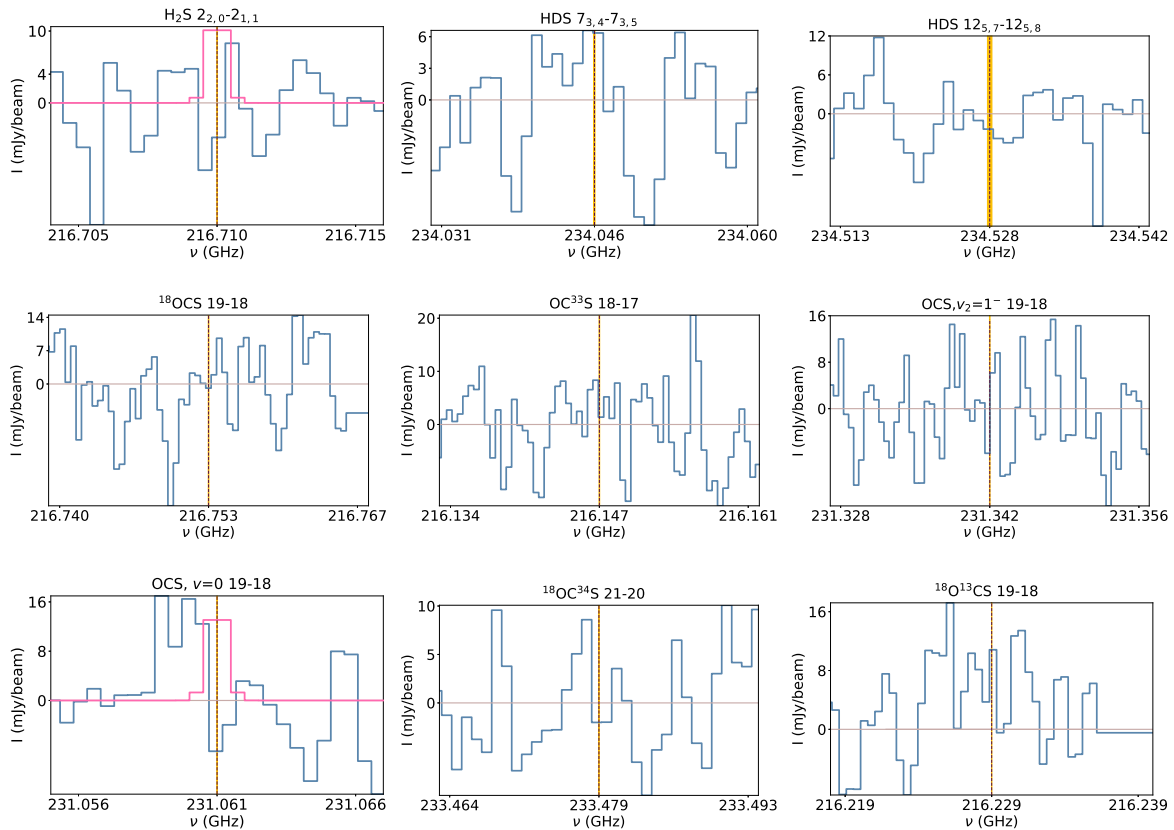 H₂S 2₂,₀-2₁,₁
10
4
0
I (mJy/beam)
216.705 216.710 216.715
ν (GHz)
HDS 7₃,₄-7₃,₅
6
3
0
I (mJy/beam)
234.031 234.046 234.060
ν (GHz)
HDS 12₅,₇-12₅,₈
12
6
0
I (mJy/beam)
234.513 234.528 234.542
ν (GHz)
¹⁸OCS 19-18
14
7
0
I (mJy/beam)
216.740 216.753 216.767
ν (GHz)
OC³³S 18-17
20
10
0
I (mJy/beam)
216.134 216.147 216.161
ν (GHz)
OCS,v₂=1⁻ 19-18
16
8
0
I (mJy/beam)
231.328 231.342 231.356
ν (GHz)
OCS, v=0 19-18
16
8
0
I (mJy/beam)
231.056 231.061 231.066
ν (GHz)
¹⁸OC³⁴S 21-20
10
5
0
I (mJy/beam)
233.464 233.479 233.493
ν (GHz)
¹⁸O¹³CS 19-18
16
8
0
I (mJy/beam)
216.219 216.229 216.239
ν (GHz)